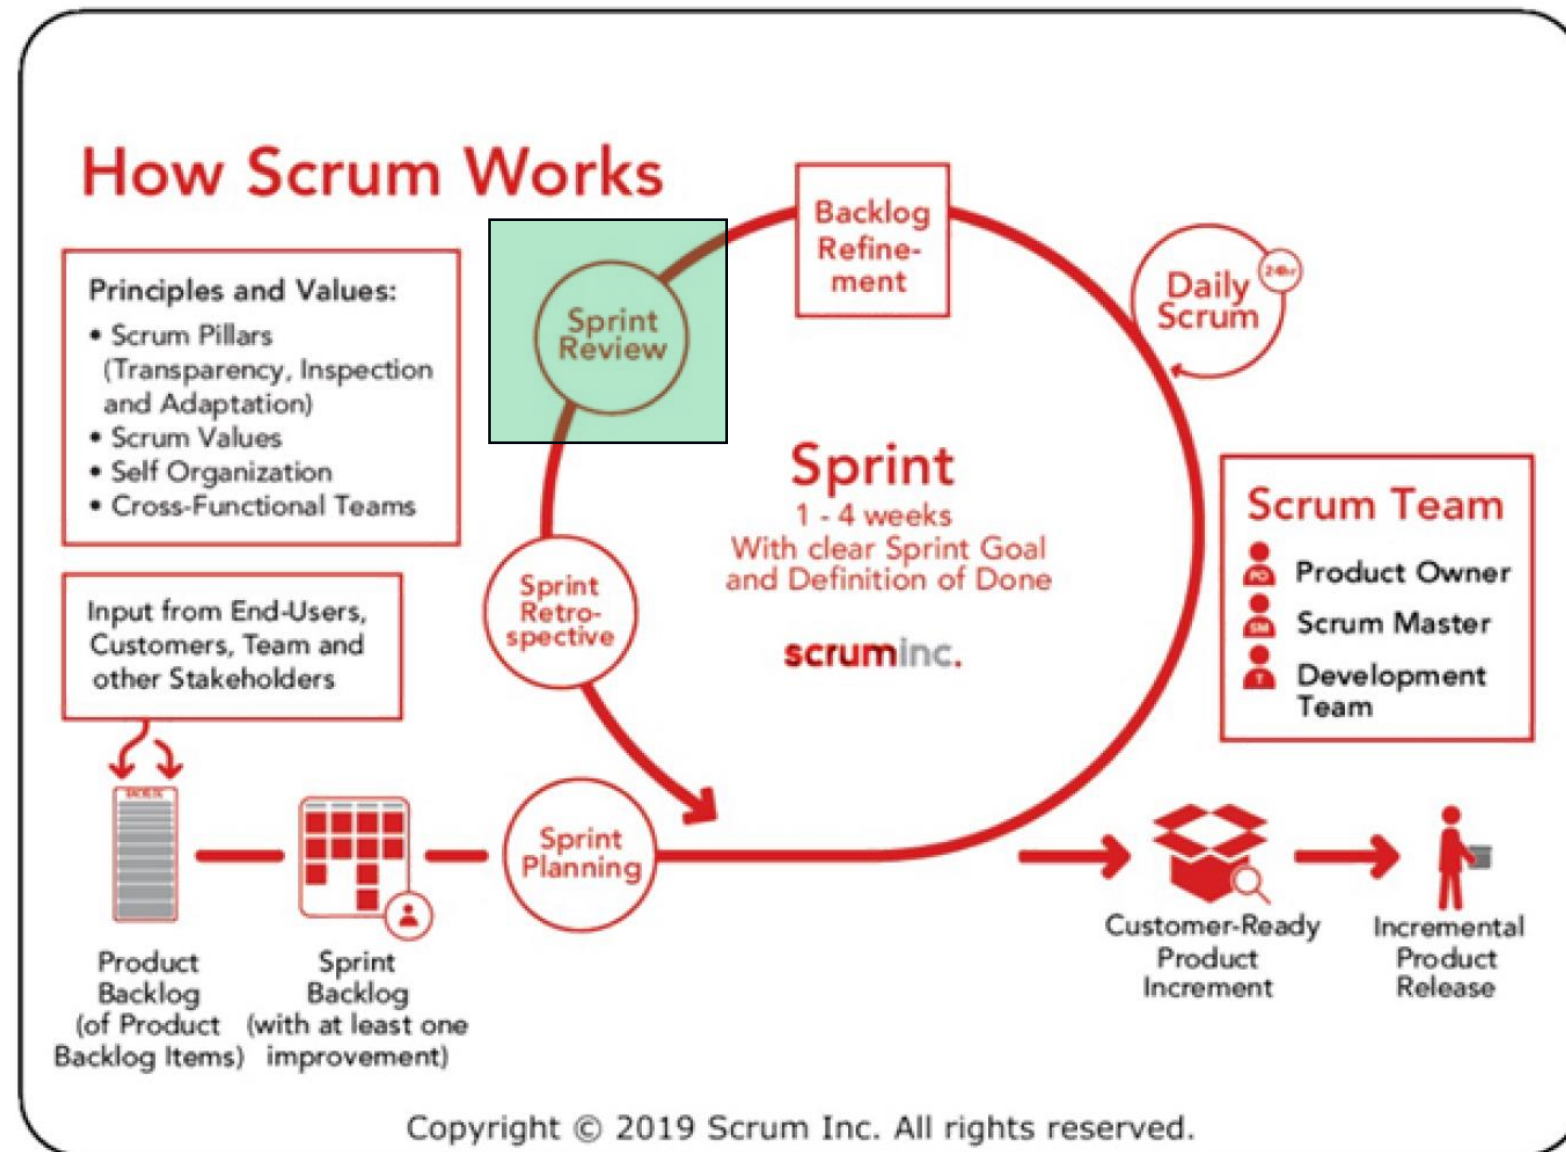 How Scrum Works
Principles and Values:
• Scrum Pillars
(Transparency, Inspection
and Adaptation)
• Scrum Values
• Self Organization
• Cross-Functional Teams
Input from End-Users,
Customers, Team and
other Stakeholders
Backlog
Refine-
ment
Daily
Scrum
24hr
Sprint
Review
Sprint
Retro-
spective
Sprint
1 - 4 weeks
With clear Sprint Goal
and Definition of Done
scruminc.
Scrum Team
PO
Product Owner
SM
Scrum Master
T
Development
Team
Sprint
Planning
Product
Backlog
(of Product
Backlog Items)
Sprint
Backlog
(with at least one
improvement)
Customer-Ready
Product
Increment
Incremental
Product
Release
Copyright © 2019 Scrum Inc. All rights reserved.